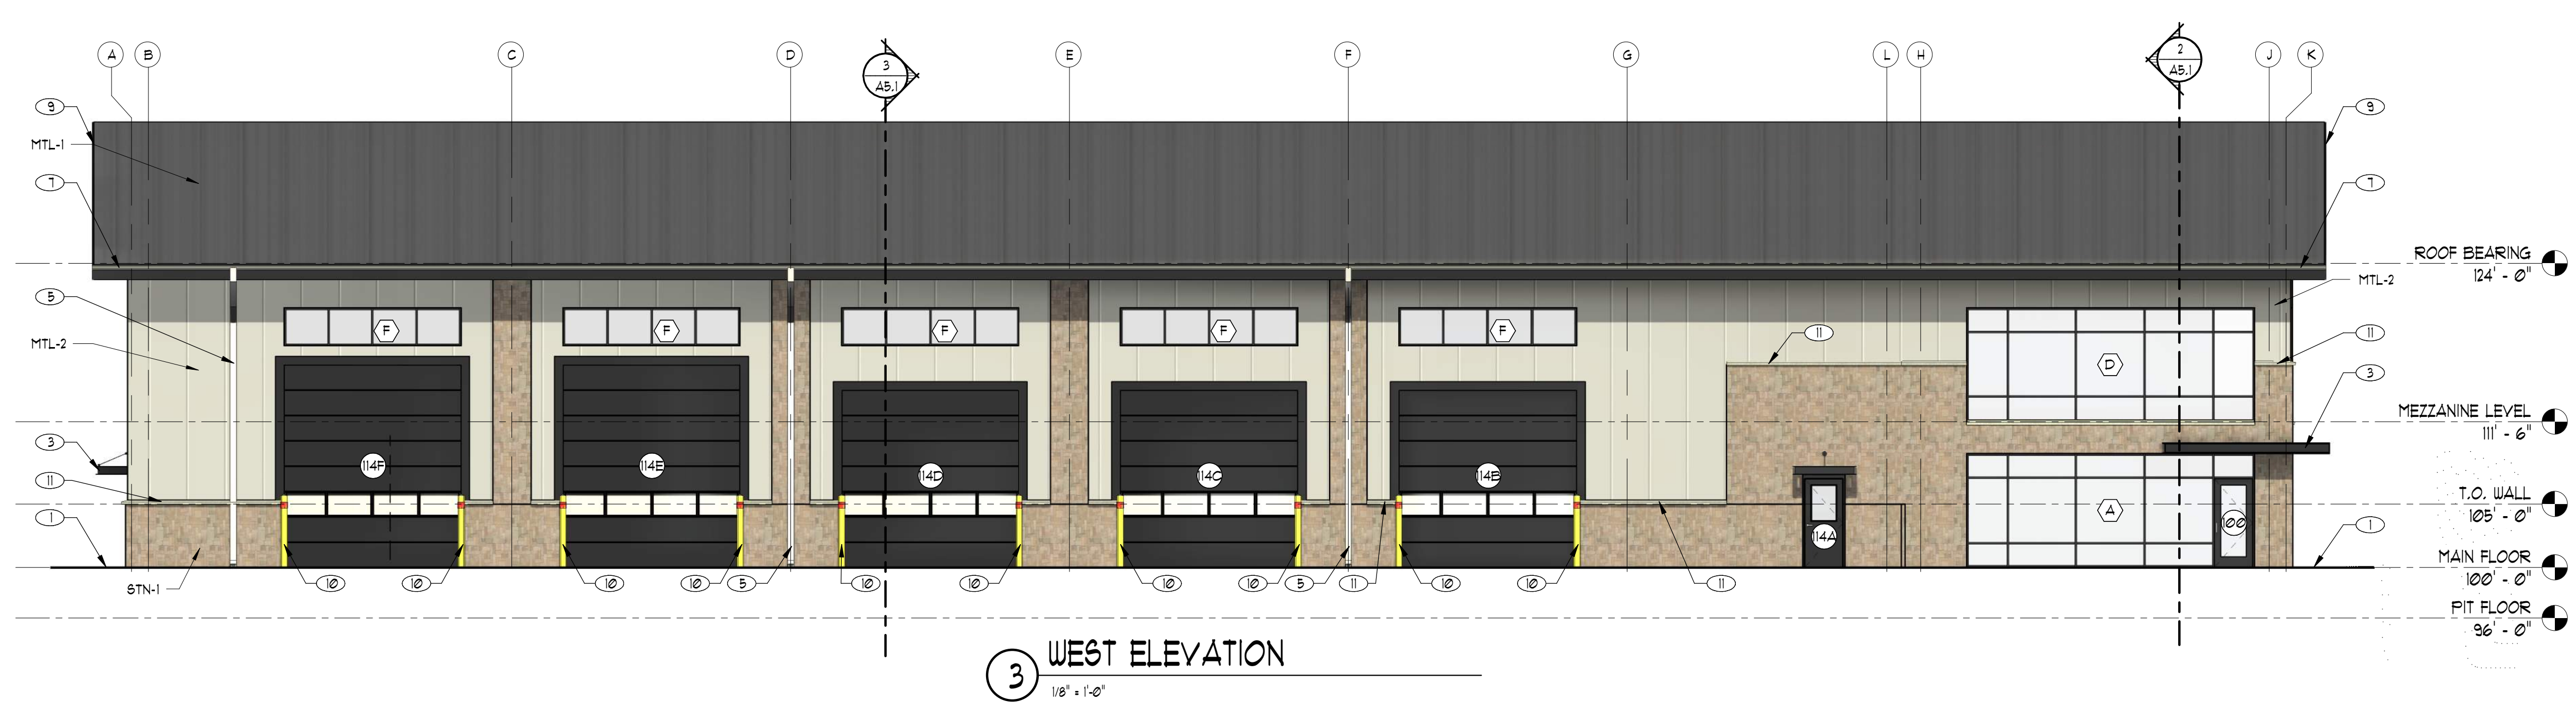 A B C D E F G L H J K
3
A5.1
2
A5.1
9
9
MTL-1
7
7
ROOF BEARING
124' - 0"
MTL-2
5
MTL-2
F F F F F
11
11
D
3
MEZZANINE LEVEL
111' - 6"
3
114F 114E 114D 114C 114B
11
T.O. WALL
105' - 0"
A
100
1
1
114A
MAIN FLOOR
100' - 0"
STN-1
10 10 10 10 5 10 10 10 10 5 11 10 10 11
PIT FLOOR
96' - 0"
3
WEST ELEVATION
1/8" = 1'-0"